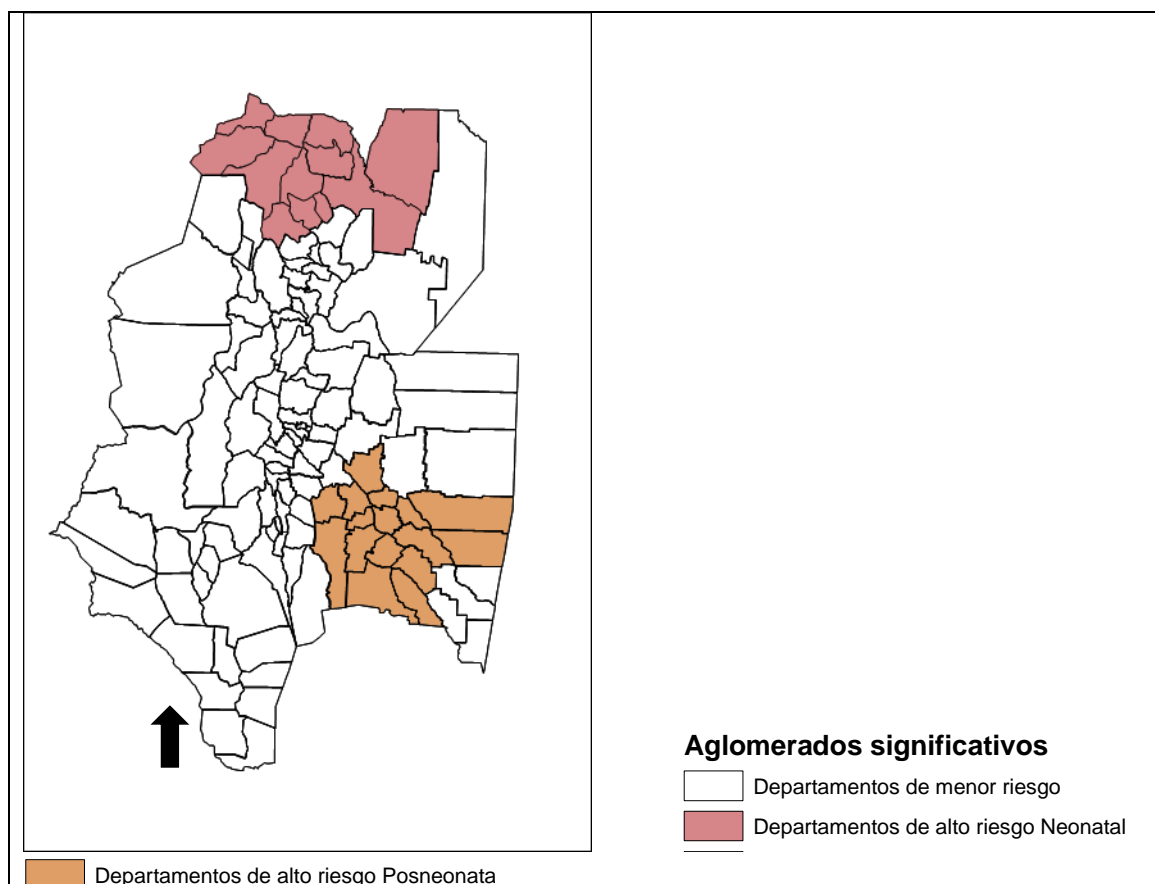 Aglomerados significativos
Departamentos de menor riesgo
Departamentos de alto riesgo Neonatal
Departamentos de alto riesgo Posneonata